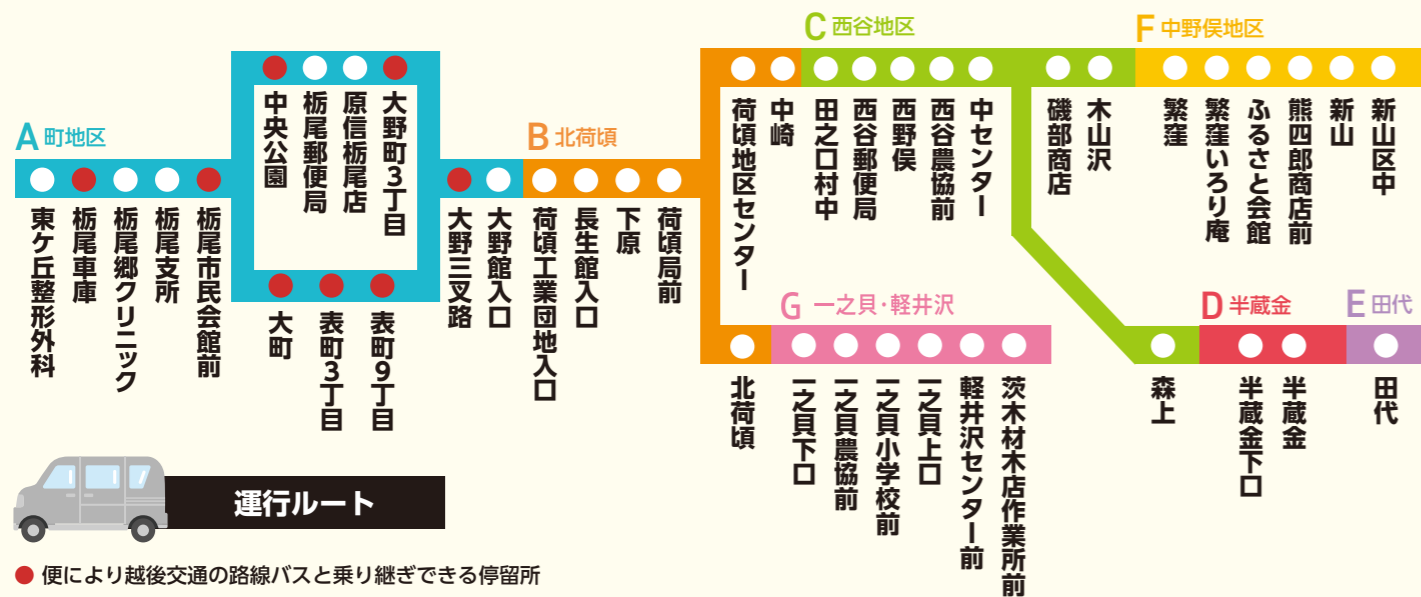 A 町地区
東ケ丘整形外科
栃尾車庫
栃尾郷クリニック
栃尾支所
栃尾市民会館前
中央公園
栃尾郵便局
原信栃尾店
大野町3丁目
大町
表町3丁目
表町9丁目
大野三叉路
大野館入口
B 北荷頃
荷頃工業団地入口
長生館入口
下原
荷頃局前
荷頃地区センター
中崎
北荷頃
C 西谷地区
田之口村中
西谷郵便局
西野俣
西谷農協前
中センター
磯部商店
木山沢
森上
F 中野俣地区
繁窪
繁窪いろり庵
ふるさと会館
熊四郎商店前
新山
新山区中
G 一之貝・軽井沢
一之貝下口
一之貝農協前
一之貝小学校前
一之貝上口
軽井沢センター前
茨木材木店作業所前
D 半蔵金
半蔵金下口
半蔵金
E 田代
田代
運行ルート
● 便により越後交通の路線バスと乗り継ぎできる停留所